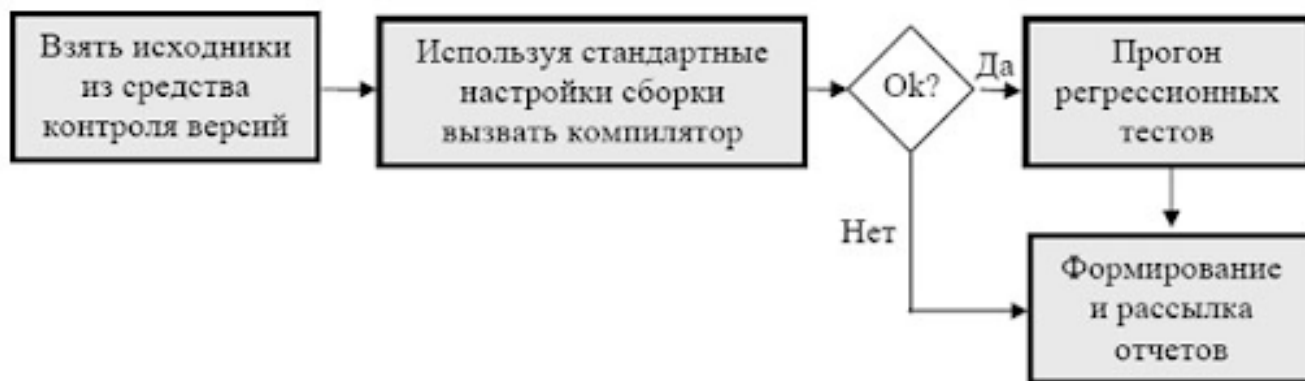 Взять исходники
из средства
контроля версий
Используя стандартные
настройки сборки
вызвать компилятор
Ok?
Да
Прогон
регрессионных
тестов
Нет
Формирование
и рассылка
отчетов